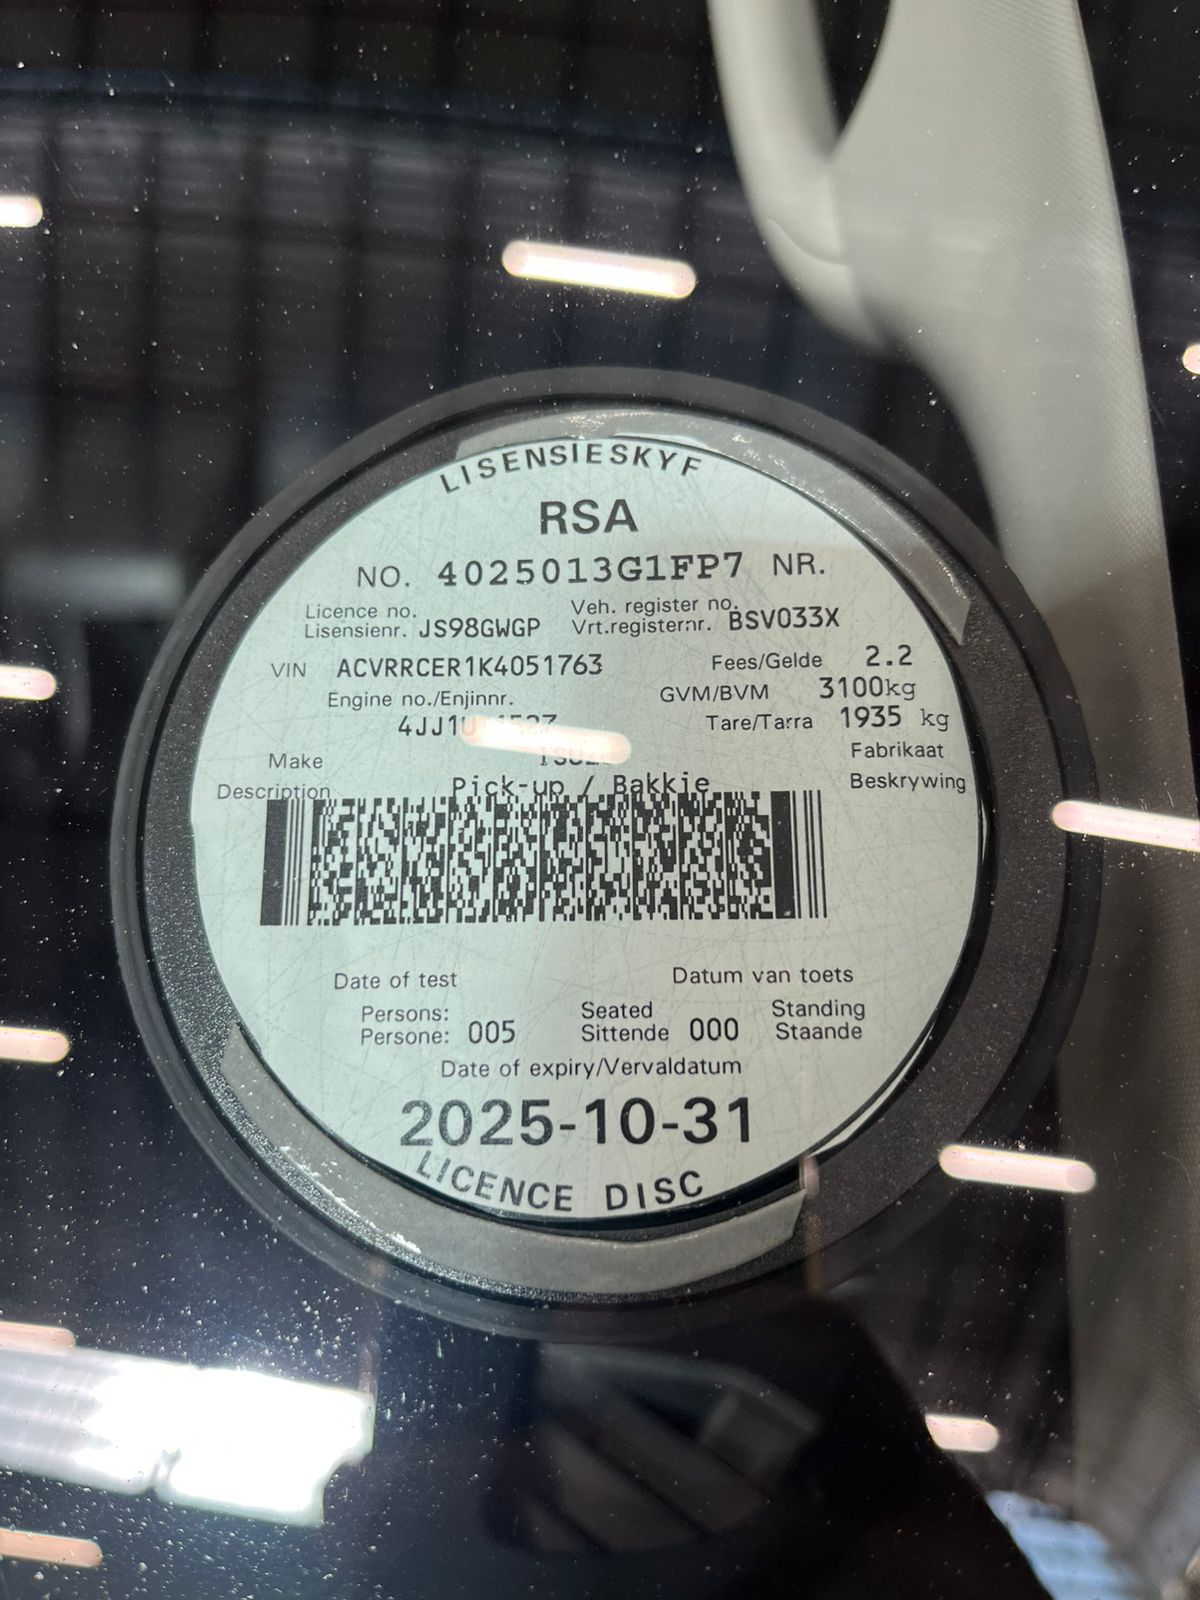 LISENSIESKYF
RSA
NO. 4025013G1FP7 NR.
Licence no. Veh. register no.
Lisensienr. JS98GWGP Vrt.registernr. BSV033X
VIN ACVRRCER1K4051763 Fees/Gelde 2.2
Engine no./Enjinnr. GVM/BVM 3100kg
Tare/Tarra 1935 kg
Make Fabrikaat
Description Pick-up / Bakkie Beskrywing
Date of test Datum van toets
Persons: Seated Standing
Persone: 005 Sittende 000 Staande
Date of expiry/Vervaldatum
2025-10-31
LICENCE DISC